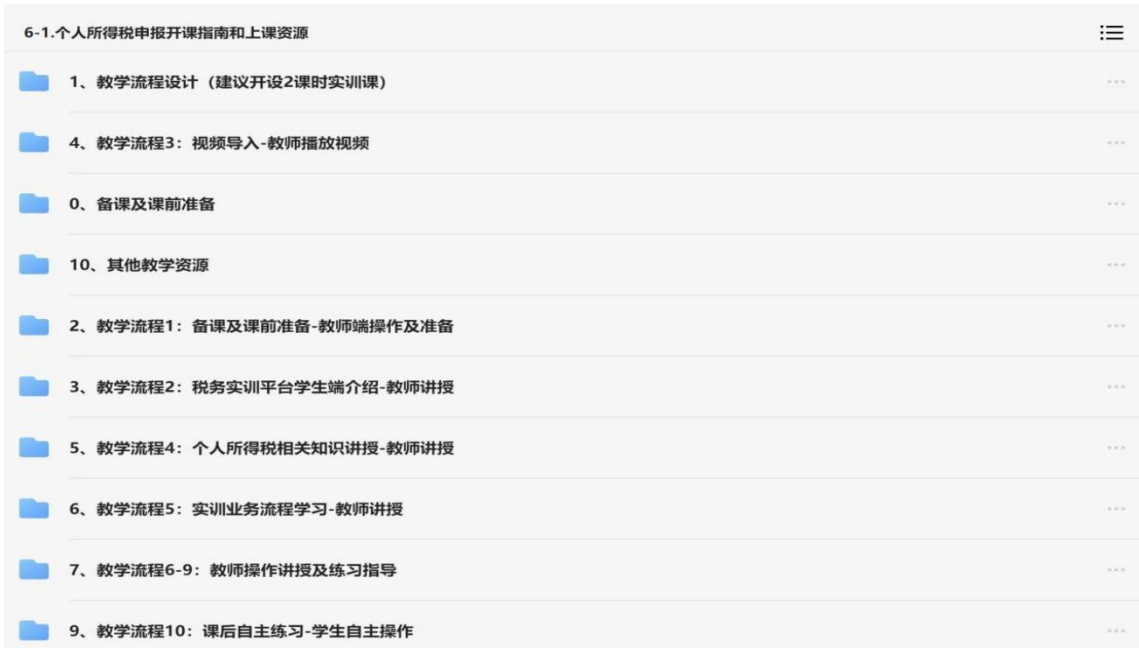 6-1.个人所得税申报开课指南和上课资源
1、教学流程设计（建议开设2课时实训课）
4、教学流程3：视频导入-教师播放视频
0、备课及课前准备
10、其他教学资源
2、教学流程1：备课及课前准备-教师端操作及准备
3、教学流程2：税务实训平台学生端介绍-教师讲授
5、教学流程4：个人所得税相关知识讲授-教师讲授
6、教学流程5：实训业务流程学习-教师讲授
7、教学流程6-9：教师操作讲授及练习指导
9、教学流程10：课后自主练习-学生自主操作